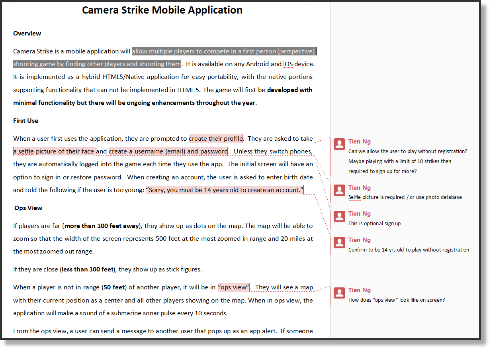 Camera Strike Mobile Application
Overview
Camera Strike is a mobile application will allow multiple players to compete in a first person (perspective)
shooting game by finding other players and shooting them. It is available on any Android and iOS device.
It is implemented as a hybrid HTML5/Native application for easy portability, with the native portions
supporting functionality that can not be implemented in HTML5. The game will first be developed
with minimal functionality but there will be ongoing enhancements throughout the year.
First Use
When a user first uses the application, they are prompted to create their profile. They are asked to take
a selfie picture of their face and create a username (email) and password. Unless they switch phones,
they are automatically logged into the game each time they use the app. The initial screen will have an
option to sign in or restore password. When creating an account, the user is asked to enter birth date
and told the following if the user is too young: "Sorry, you must be 14 years old to create an account."
Ops View
If players are far (more than 100 feet away), they show up as dots on the map. The map will be able to
zoom so that the width of the screen represents 500 feet at the most zoomed in range and 20 miles at
the most zoomed out range.
If they are close (less than 100 feet), they show up as stick figures.
When a player is not in range (50 feet) of another player, it will be in "ops view". They will see a map
with their current position as a center and all other players showing on the map. When in ops view, the
application will make a sound of a submarine sonar pulse every 10 seconds.
From the ops view, a user can send a message to another user that pops up as an app alert. If someone
Tien Ng
Can we allow the user to play without registration?
Maybe playing with a limit of 10 strikes then
required to sign up for more?
Tien Ng
Selfie picture is required / or use photo database
Tien Ng
This is optional sign up
Tien Ng
Confirm to be 14 yrs old to play without registration
Tien Ng
How does "ops view" look like on screen?